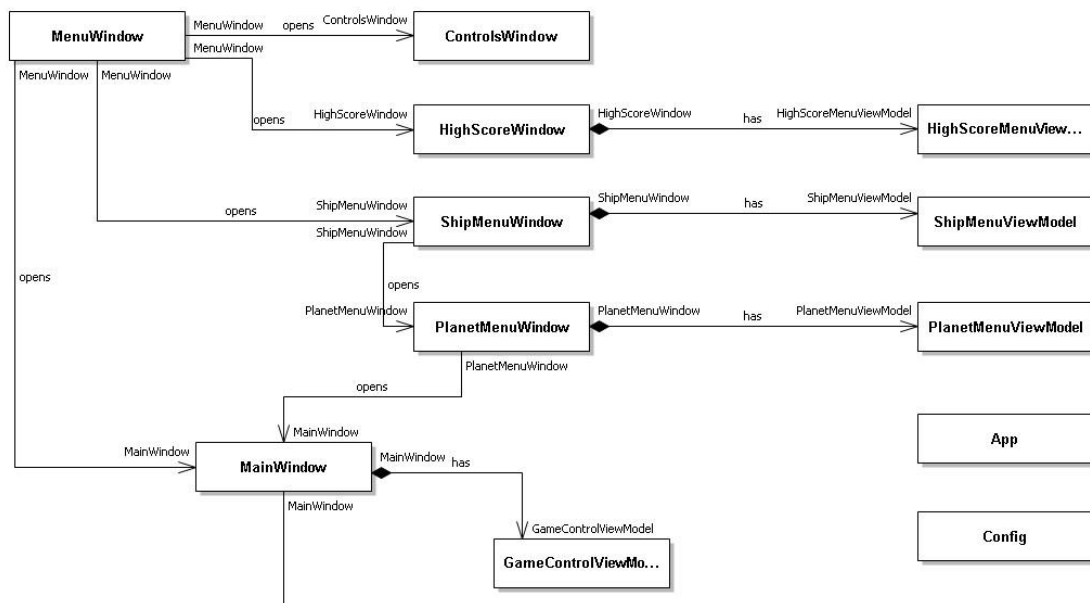 MenuWindow
MenuWindow
opens
ControlsWindow
ControlsWindow
MenuWindow
MenuWindow
MenuWindow
opens
HighScoreWindow
HighScoreWindow
HighScoreWindow
has
HighScoreMenuViewModel
HighScoreMenuView...
opens
ShipMenuWindow
ShipMenuWindow
ShipMenuWindow
ShipMenuWindow
has
ShipMenuViewModel
ShipMenuViewModel
opens
opens
PlanetMenuWindow
PlanetMenuWindow
PlanetMenuWindow
has
PlanetMenuViewModel
PlanetMenuViewModel
PlanetMenuWindow
opens
MainWindow
MainWindow
MainWindow
MainWindow
has
MainWindow
App
GameControlViewModel
GameControlViewMo...
Config